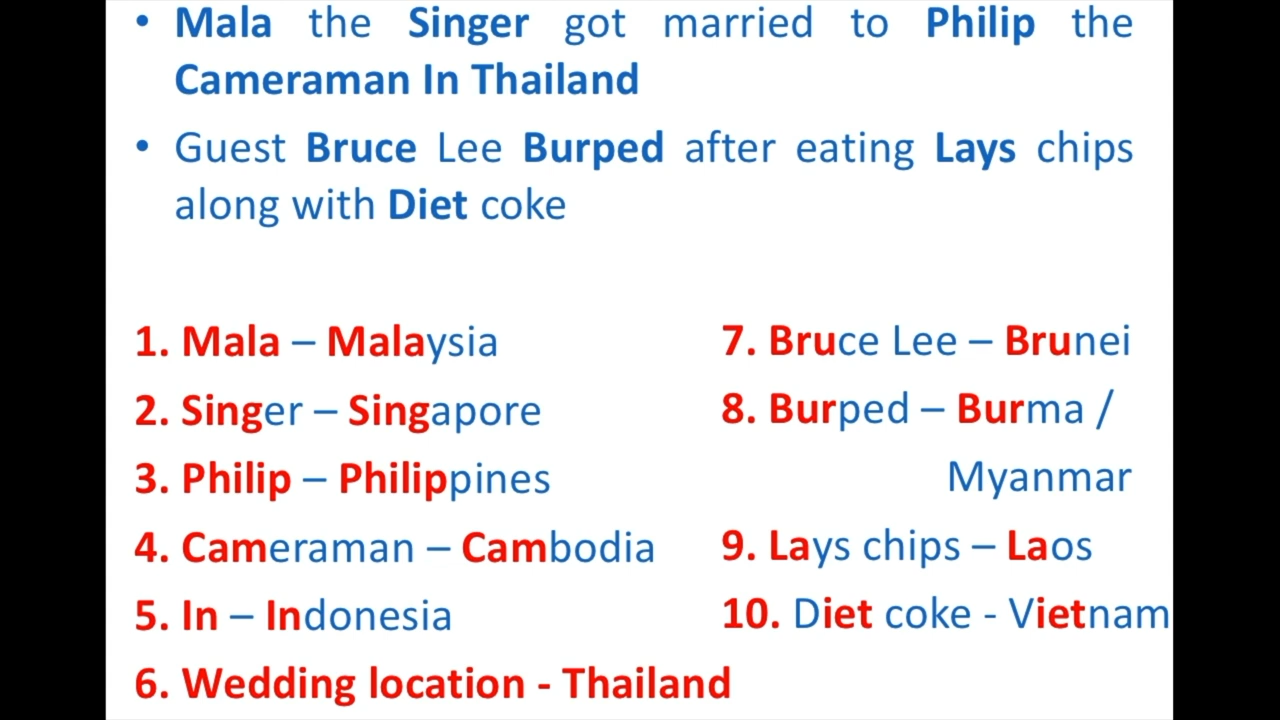 • Mala the Singer got married to Philip the
Cameraman In Thailand
• Guest Bruce Lee Burped after eating Lays chips
along with Diet coke
1. Mala – Malaysia
2. Singer – Singapore
3. Philip – Philippines
4. Cameraman – Cambodia
5. In – Indonesia
6. Wedding location - Thailand
7. Bruce Lee – Brunei
8. Burped – Burma /
Myanmar
9. Lays chips – Laos
10. Diet coke - Vietnam